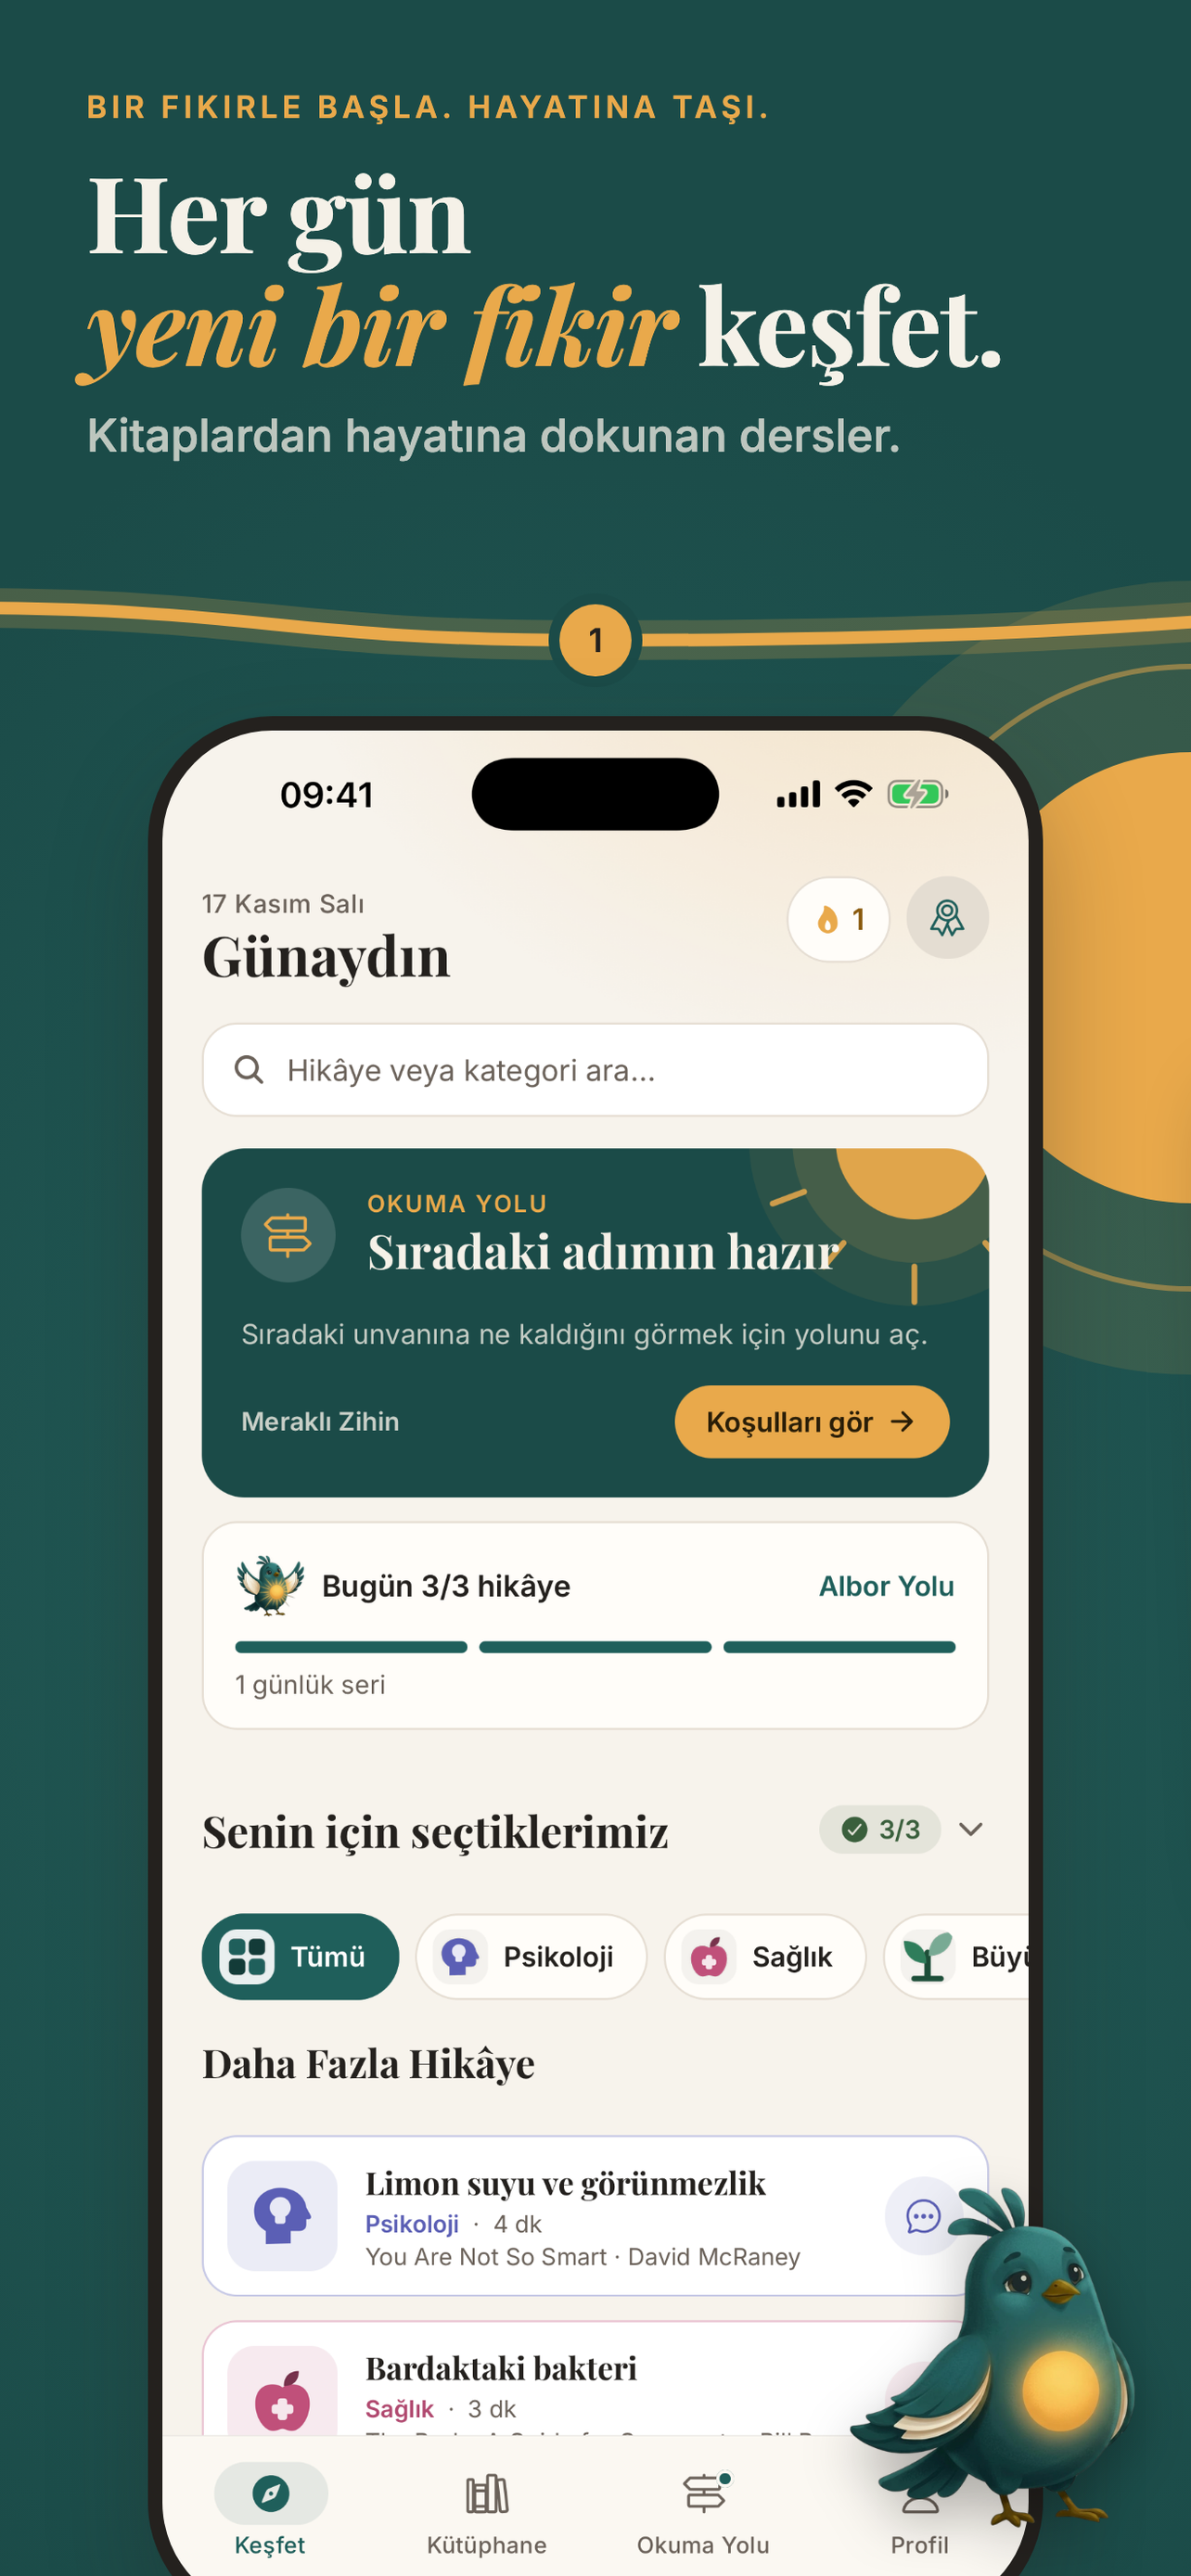 BIR FIKIRLE BAŞLA. HAYATINA TAŞI.
Her gün
yeni bir fikir keşfet.
Kitaplardan hayatına dokunan dersler.
1
09:41
17 Kasım Salı
Günaydın
1
Hikâye veya kategori ara...
OKUMA YOLU
Sıradaki adımın hazır
Sıradaki unvanına ne kaldığını görmek için yolunu aç.
Meraklı Zihin
Koşulları gör →
Bugün 3/3 hikâye
Albor Yolu
1 günlük seri
Senin için seçtiklerimiz
3/3
Tümü
Psikoloji
Sağlık
Büyü
Daha Fazla Hikâye
Limon suyu ve görünmezlik
Psikoloji · 4 dk
You Are Not So Smart · David McRaney
Bardaktaki bakteri
Sağlık · 3 dk
Keşfet
Kütüphane
Okuma Yolu
Profil